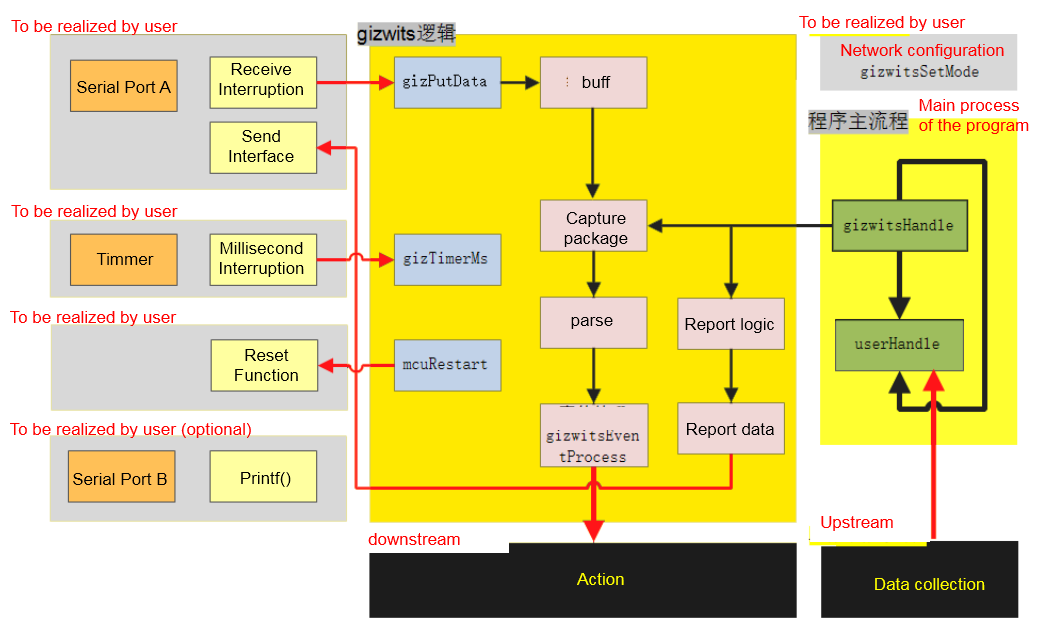 To be realized by user
Serial Port A
Receive
Interruption
Send
Interface
To be realized by user
Timmer
Millisecond
Interruption
To be realized by user
Reset
Function
To be realized by user (optional)
Serial Port B
Printf()
gizwits逻辑
gizPutData
buff
Capture
package
gizTimerMs
parse
Report logic
mcuRestart
gizwitsEven
tProcess
Report data
downstream
Action
To be realized by user
Network configuration
gizwitsSetMode
程序主流程
Main process
of the program
gizwitsHandle
userHandle
Upstream
Data collection